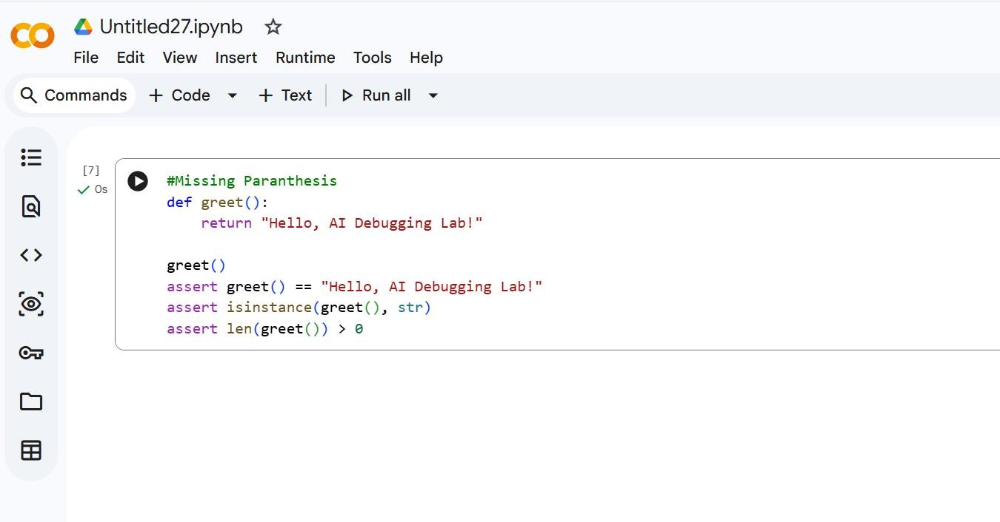 Untitled27.ipynb
File Edit View Insert Runtime Tools Help
Commands + Code + Text Run all
[7]
0s
#Missing Paranthesis
def greet():
    return "Hello, AI Debugging Lab!"

greet()
assert greet() == "Hello, AI Debugging Lab!"
assert isinstance(greet(), str)
assert len(greet()) > 0